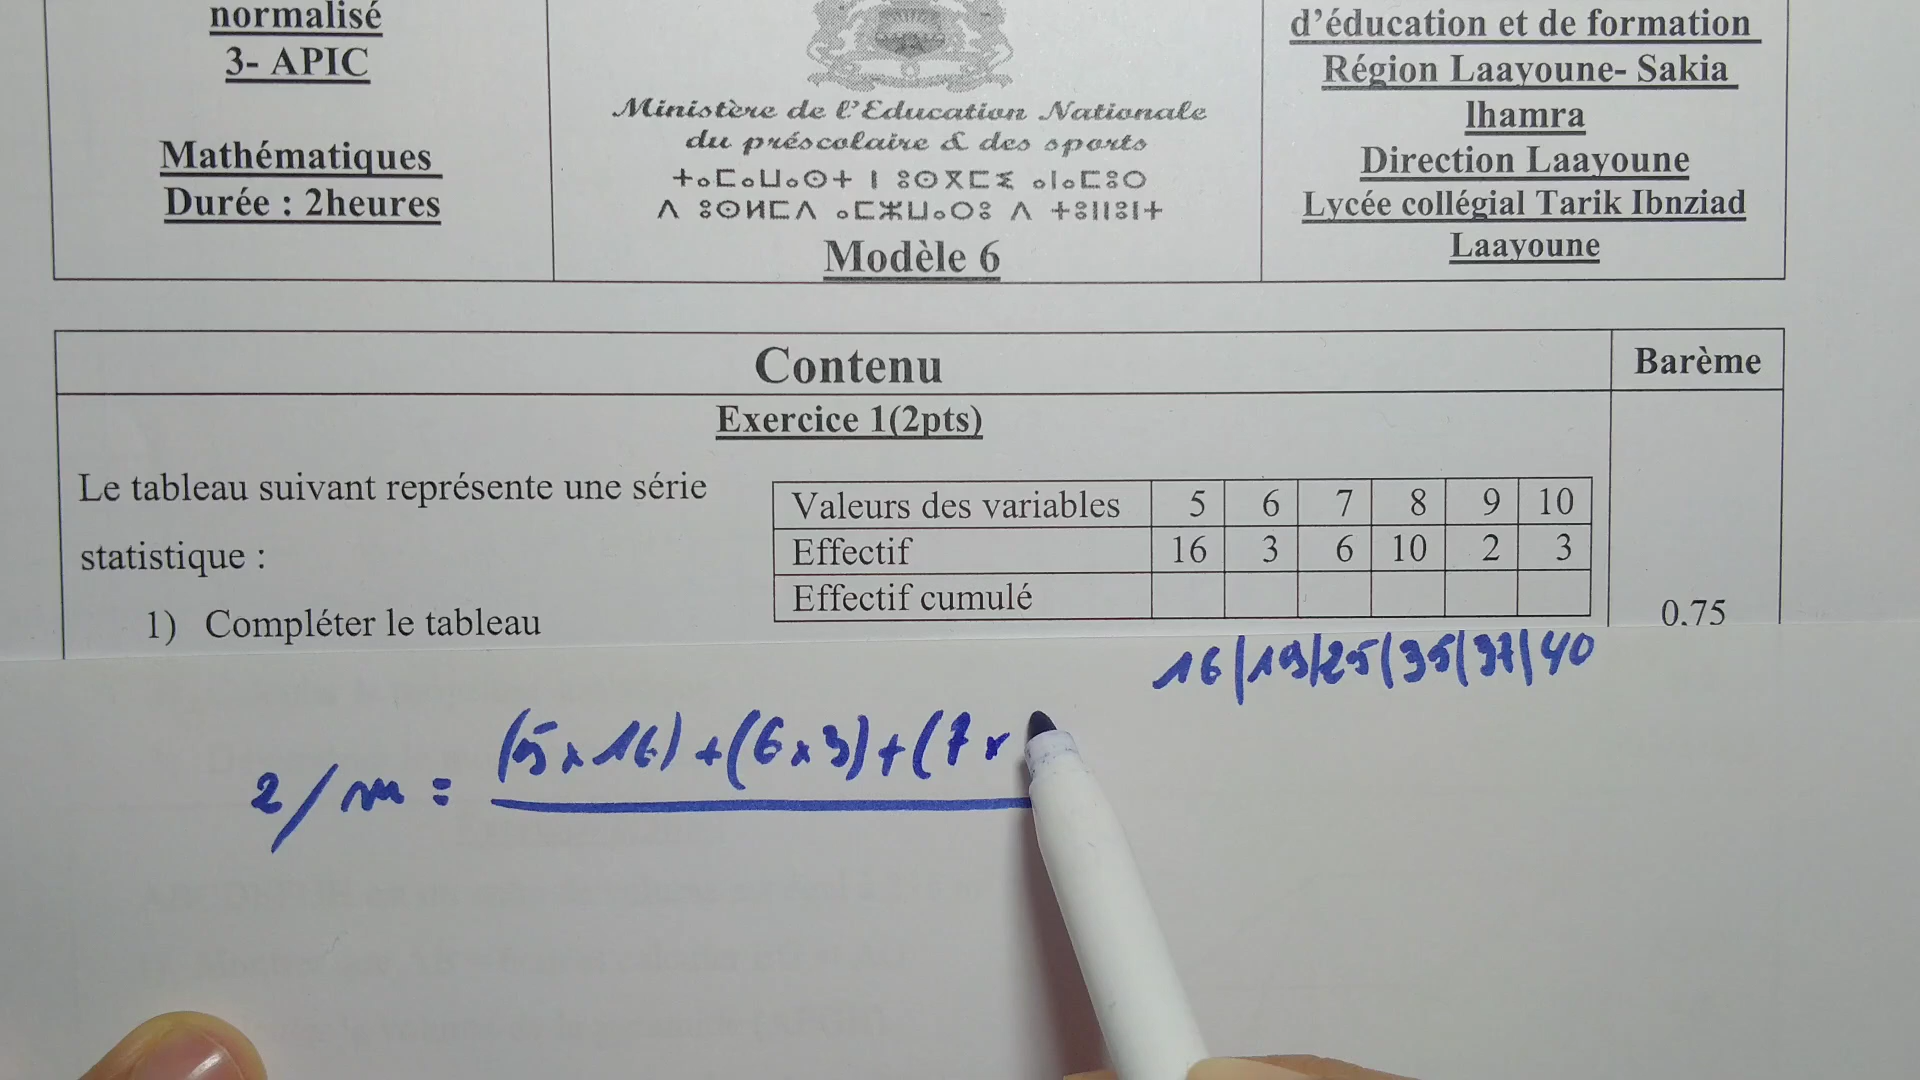 normalisé
3- APIC
Mathématiques
Durée : 2heures
Ministère de l'Education Nationale
du préscolaire & des sports
ⵜⴰⵎⴰⵡⴰⵙⵜ ⵏ ⵓⵙⴳⵎⵉ ⴰⵏⴰⵎⵓⵔ
ⴷ ⵓⵙⵍⵎⴷ ⴰⵎⵣⵡⴰⵔⵓ ⴷ ⵜⵓⵏⵏⵓⵏⵜ
Modèle 6
d'éducation et de formation
Région Laayoune- Sakia
lhamra
Direction Laayoune
Lycée collégial Tarik Ibnziad
Laayoune
Contenu
Barème
Exercice 1(2pts)
Le tableau suivant représente une série
statistique :
Valeurs des variables 5 6 7 8 9 10
Effectif 16 3 6 10 2 3
Effectif cumulé
1) Compléter le tableau
0.75
16|19|25|35|37|40
2/ m = (5 x 16) + (6 x 3) + (7 x